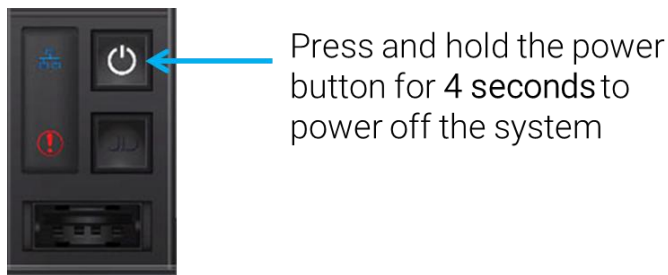 Press and hold the power
button for 4 seconds to
power off the system